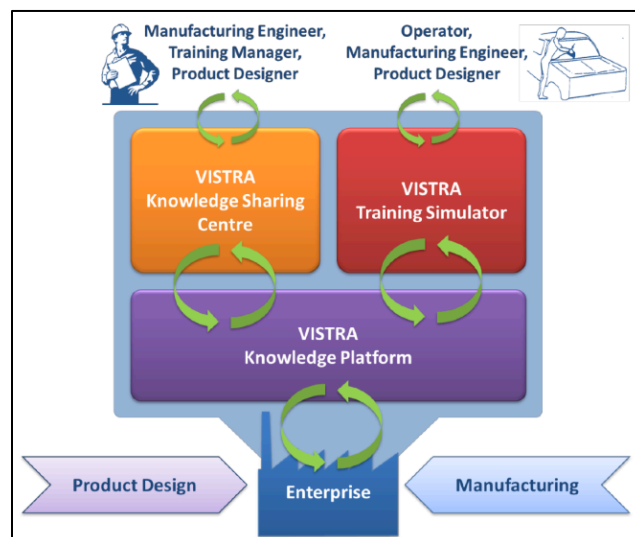 Manufacturing Engineer,
Training Manager,
Product Designer
Operator,
Manufacturing Engineer,
Product Designer
VISTRA
Knowledge Sharing
Centre
VISTRA
Training Simulator
VISTRA
Knowledge Platform
Product Design
Enterprise
Manufacturing